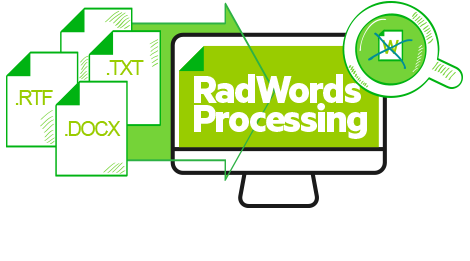 .TXT
.RTF
.DOCX
RadWords
Processing
W